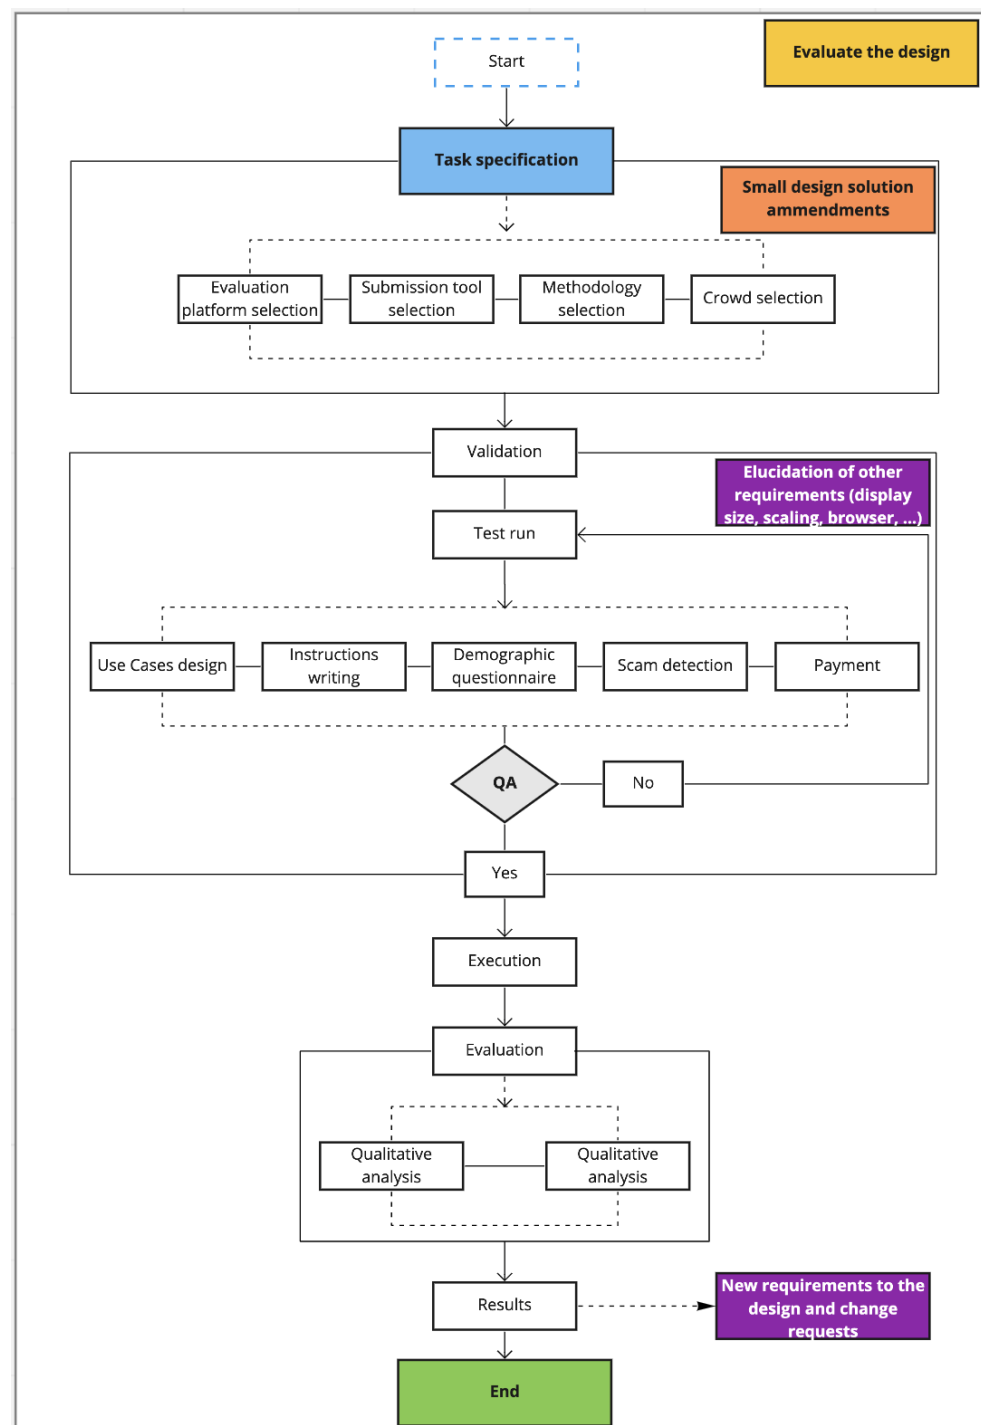 Evaluate the design
Start
Task specification
Small design solution
ammendments
Evaluation
platform selection
Submission tool
selection
Methodology
selection
Crowd selection
Validation
Elucidation of other
requirements (display
size, scaling, browser, ...)
Test run
Use Cases design
Instructions
writing
Demographic
questionnaire
Scam detection
Payment
QA
No
Yes
Execution
Evaluation
Qualitative
analysis
Qualitative
analysis
Results
New requirements to the
design and change
requests
End